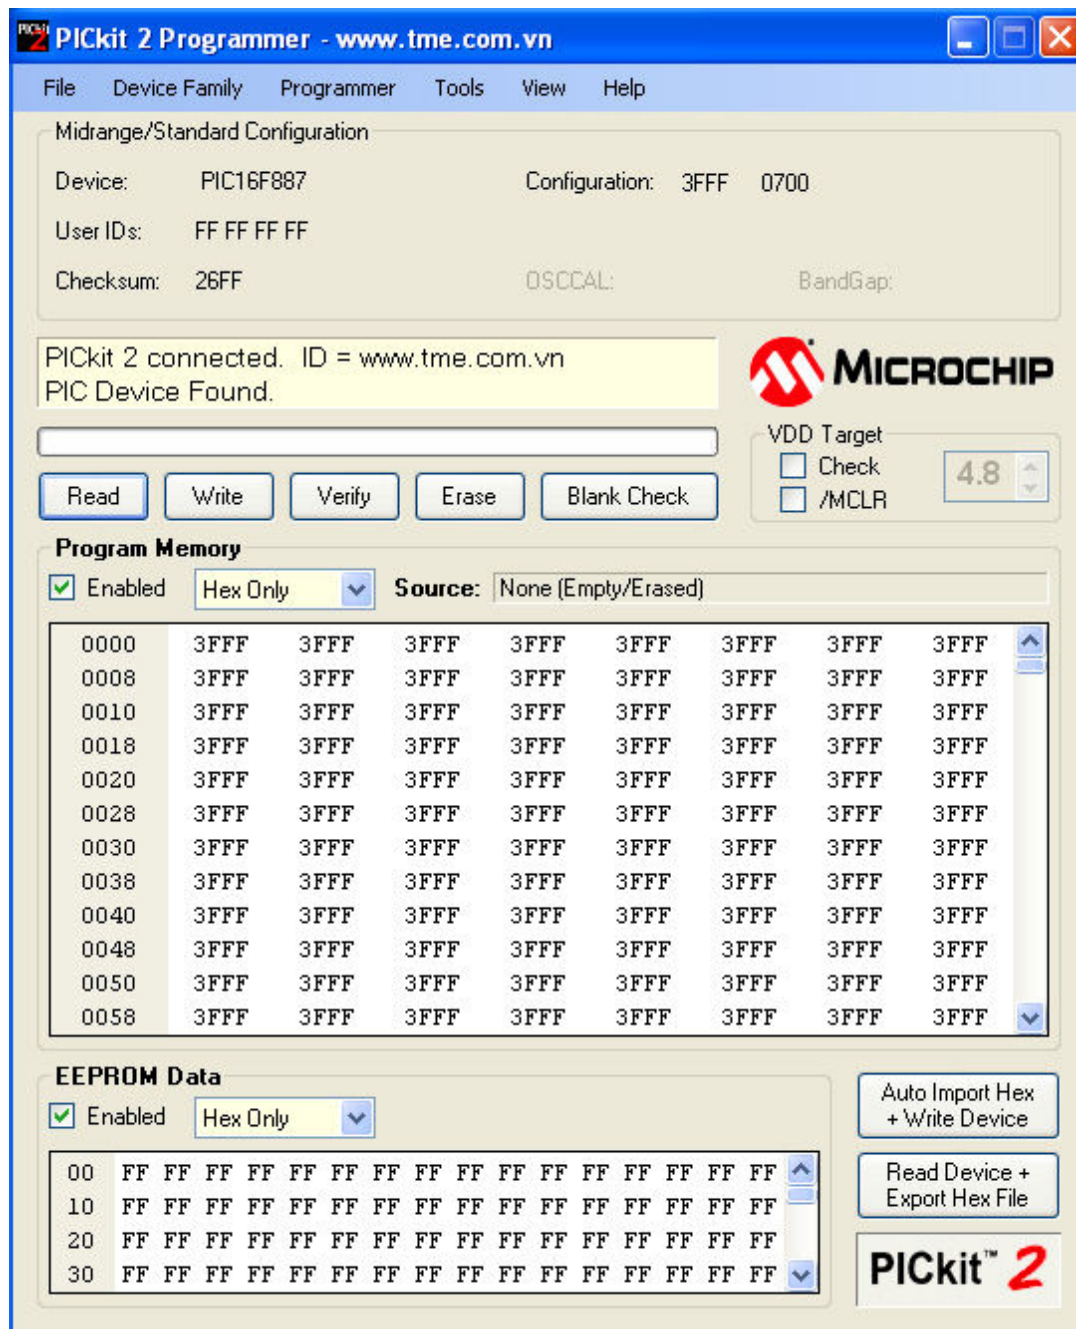 PICkit 2 Programmer - www.tme.com.vn
File Device Family Programmer Tools View Help
Midrange/Standard Configuration
Device: PIC16F887 Configuration: 3FFF 0700
User IDs: FF FF FF FF
Checksum: 26FF OSCCAL: BandGap:
PICkit 2 connected. ID = www.tme.com.vn
PIC Device Found.
MICROCHIP
VDD Target
Check
/MCLR
4.8
Read Write Verify Erase Blank Check
Program Memory
Enabled Hex Only Source: None (Empty/Erased)
0000 3FFF 3FFF 3FFF 3FFF 3FFF 3FFF 3FFF 3FFF
0008 3FFF 3FFF 3FFF 3FFF 3FFF 3FFF 3FFF 3FFF
0010 3FFF 3FFF 3FFF 3FFF 3FFF 3FFF 3FFF 3FFF
0018 3FFF 3FFF 3FFF 3FFF 3FFF 3FFF 3FFF 3FFF
0020 3FFF 3FFF 3FFF 3FFF 3FFF 3FFF 3FFF 3FFF
0028 3FFF 3FFF 3FFF 3FFF 3FFF 3FFF 3FFF 3FFF
0030 3FFF 3FFF 3FFF 3FFF 3FFF 3FFF 3FFF 3FFF
0038 3FFF 3FFF 3FFF 3FFF 3FFF 3FFF 3FFF 3FFF
0040 3FFF 3FFF 3FFF 3FFF 3FFF 3FFF 3FFF 3FFF
0048 3FFF 3FFF 3FFF 3FFF 3FFF 3FFF 3FFF 3FFF
0050 3FFF 3FFF 3FFF 3FFF 3FFF 3FFF 3FFF 3FFF
0058 3FFF 3FFF 3FFF 3FFF 3FFF 3FFF 3FFF 3FFF
EEPROM Data
Enabled Hex Only
00 FF FF FF FF FF FF FF FF FF FF FF FF FF FF FF FF
10 FF FF FF FF FF FF FF FF FF FF FF FF FF FF FF FF
20 FF FF FF FF FF FF FF FF FF FF FF FF FF FF FF FF
30 FF FF FF FF FF FF FF FF FF FF FF FF FF FF FF FF
Auto Import Hex
+ Write Device
Read Device +
Export Hex File
PICkit™ 2